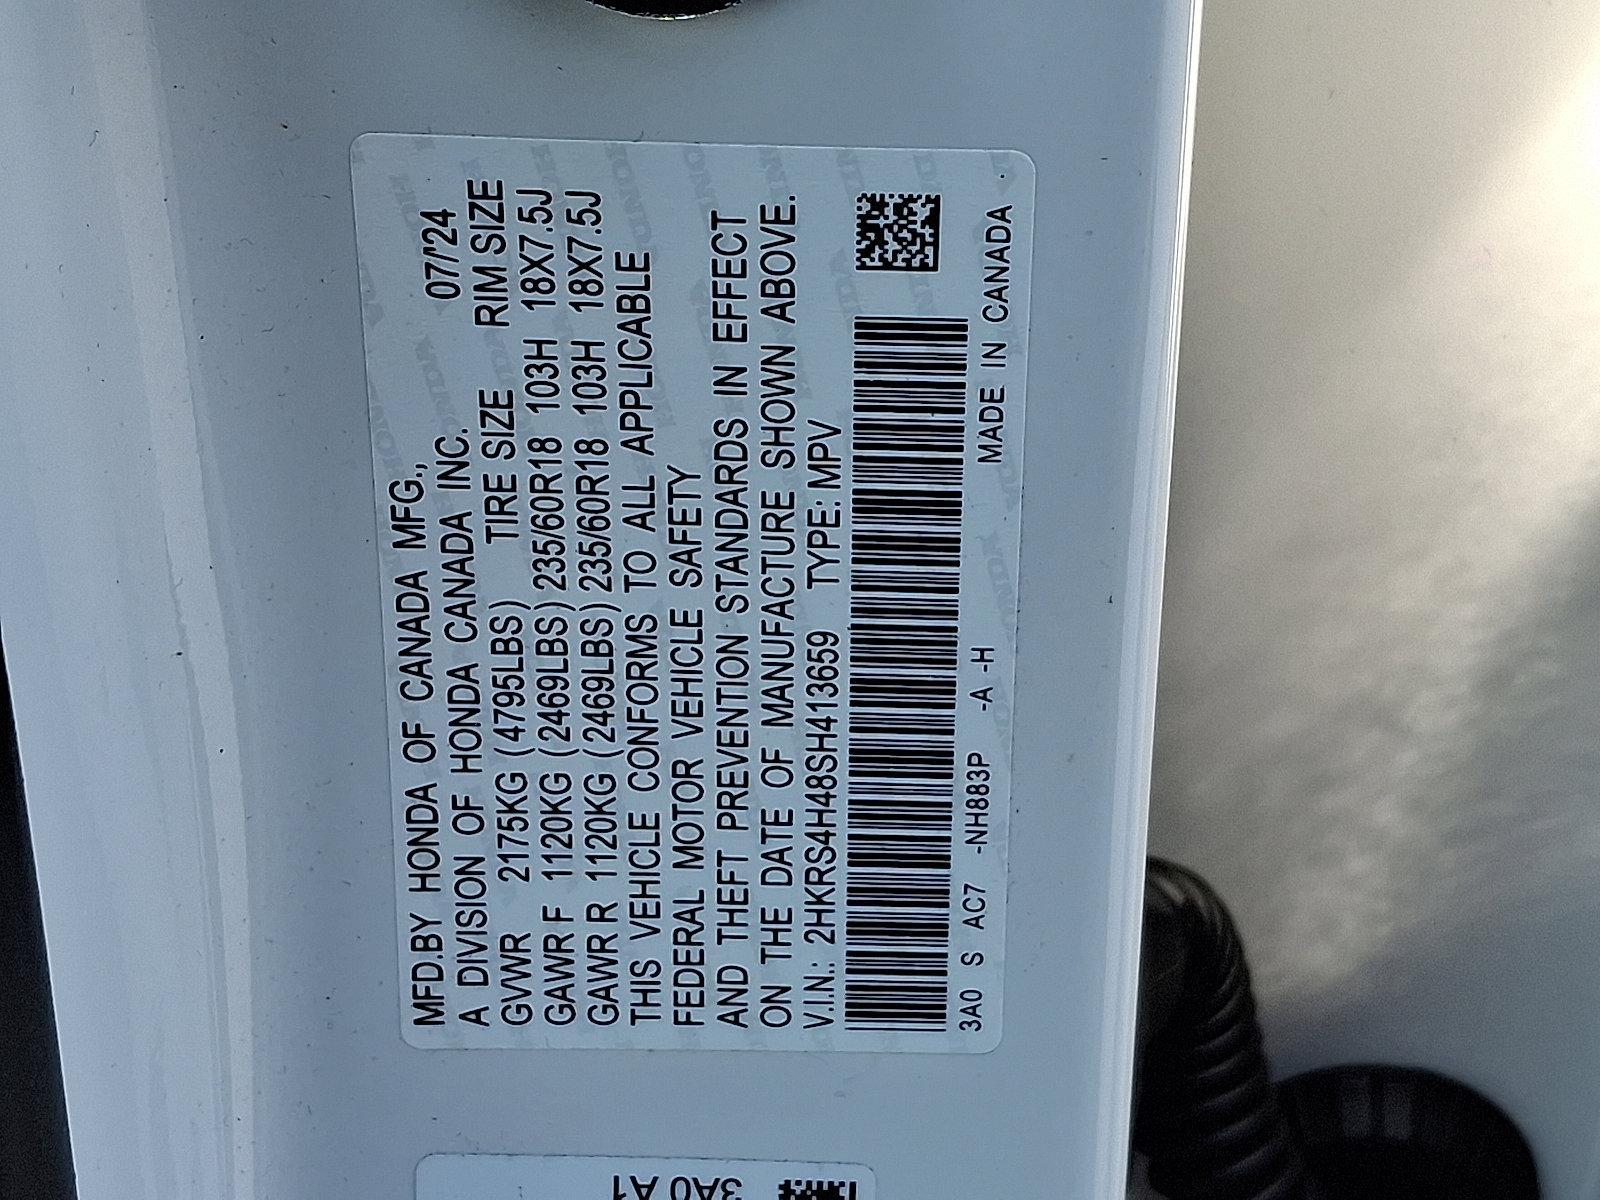 MFD.BY HONDA OF CANADA MFG.,
A DIVISION OF HONDA CANADA INC. 07/'24
GVWR 2175KG (4795LBS) TIRE SIZE RIM SIZE
GAWR F 1120KG (2469LBS) 235/60R18 103H 18X7.5J
GAWR R 1120KG (2469LBS) 235/60R18 103H 18X7.5J
THIS VEHICLE CONFORMS TO ALL APPLICABLE
FEDERAL MOTOR VEHICLE SAFETY
AND THEFT PREVENTION STANDARDS IN EFFECT
ON THE DATE OF MANUFACTURE SHOWN ABOVE.
V.I.N.: 2HKRS4H48SH413659 TYPE: MPV
3A0 S AC7 -NH883P -A -H MADE IN CANADA
3A0 A1